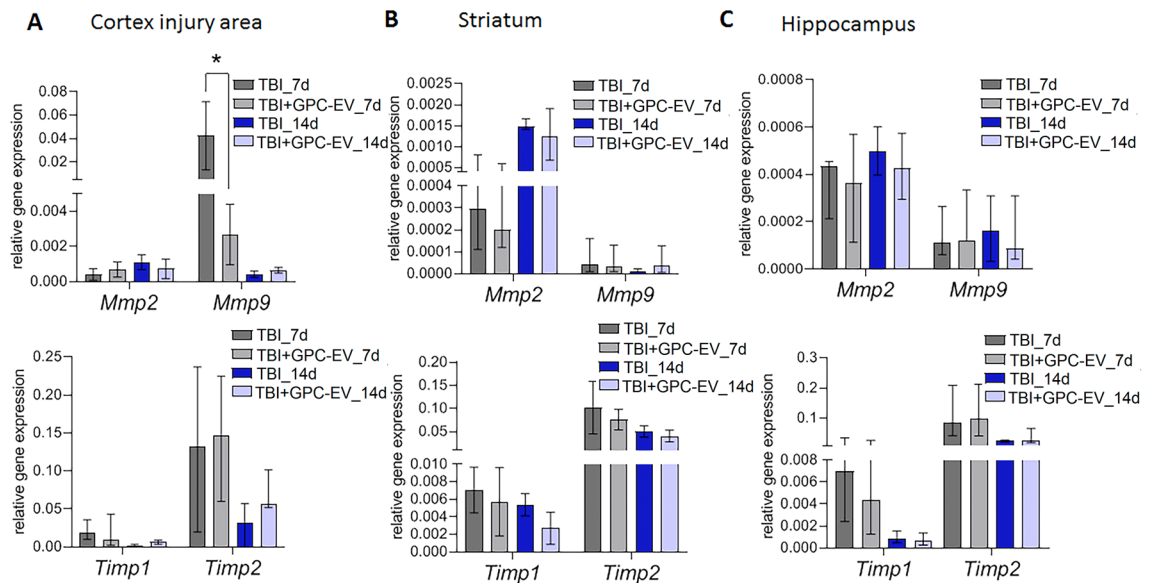 A Cortex injury area
relative gene expression
0.08
0.06
0.04
0.02
0.004
0.002
0.000
*
TBI_7d
TBI+GPC-EV_7d
TBI_14d
TBI+GPC-EV_14d
Mmp2 Mmp9
B Striatum
relative gene expression
0.0025
0.0020
0.0015
0.0010
0.0005
0.0004
0.0003
0.0002
0.0001
0.0000
TBI_7d
TBI+GPC-EV_7d
TBI_14d
TBI+GPC-EV_14d
Mmp2 Mmp9
C Hippocampus
relative gene expression
0.0008
0.0006
0.0004
0.0002
0.0000
TBI_7d
TBI+GPC-EV_7d
TBI_14d
TBI+GPC-EV_14d
Mmp2 Mmp9
relative gene expression
0.25
0.20
0.15
0.10
0.05
0.00
TBI_7d
TBI+GPC-EV_7d
TBI_14d
TBI+GPC-EV_14d
Timp1 Timp2
relative gene expression
0.20
0.15
0.10
0.05
0.010
0.008
0.006
0.004
0.002
0.000
TBI_7d
TBI+GPC-EV_7d
TBI_14d
TBI+GPC-EV_14d
Timp1 Timp2
relative gene expression
0.3
0.2
0.1
0.008
0.006
0.004
0.002
0.000
TBI_7d
TBI+GPC-EV_7d
TBI_14d
TBI+GPC-EV_14d
Timp1 Timp2